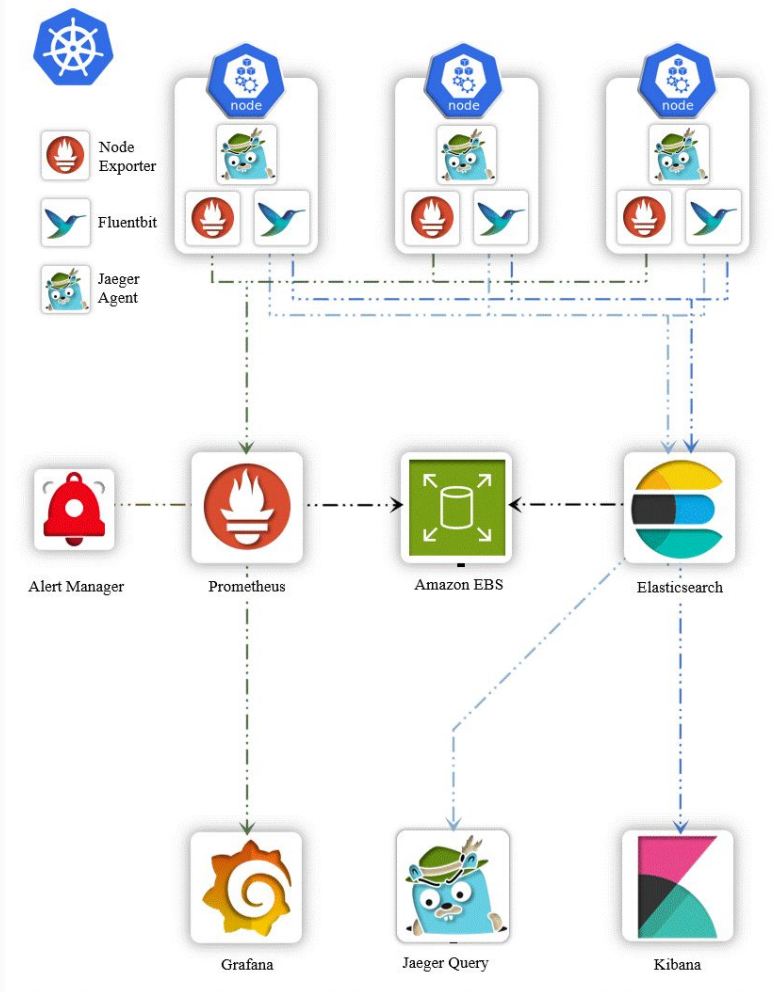 node
node
node
Node
Exporter
Fluentbit
Jaeger
Agent
Alert Manager
Prometheus
Amazon EBS
Elasticsearch
Grafana
Jaeger Query
Kibana